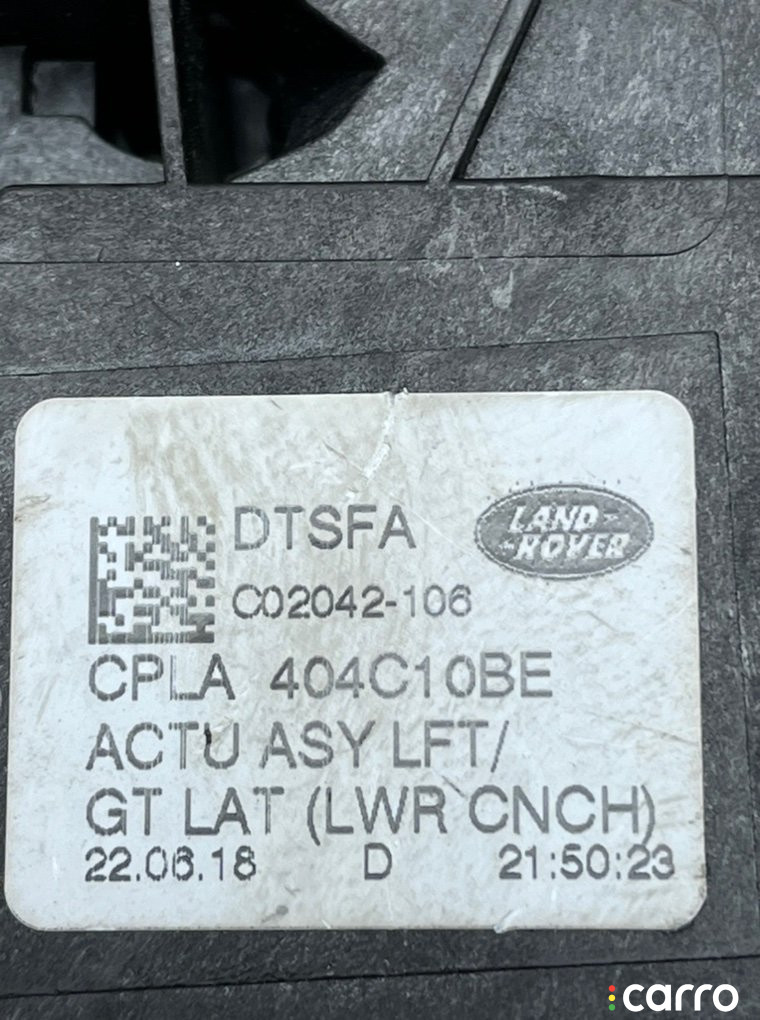 DTSFA
LAND-
-ROVER
C02042-106
CPLA 404C10BE
ACTU ASY LFT/
GT LAT (LWR CNCH)
22.06.18 D 21:50:23
carro